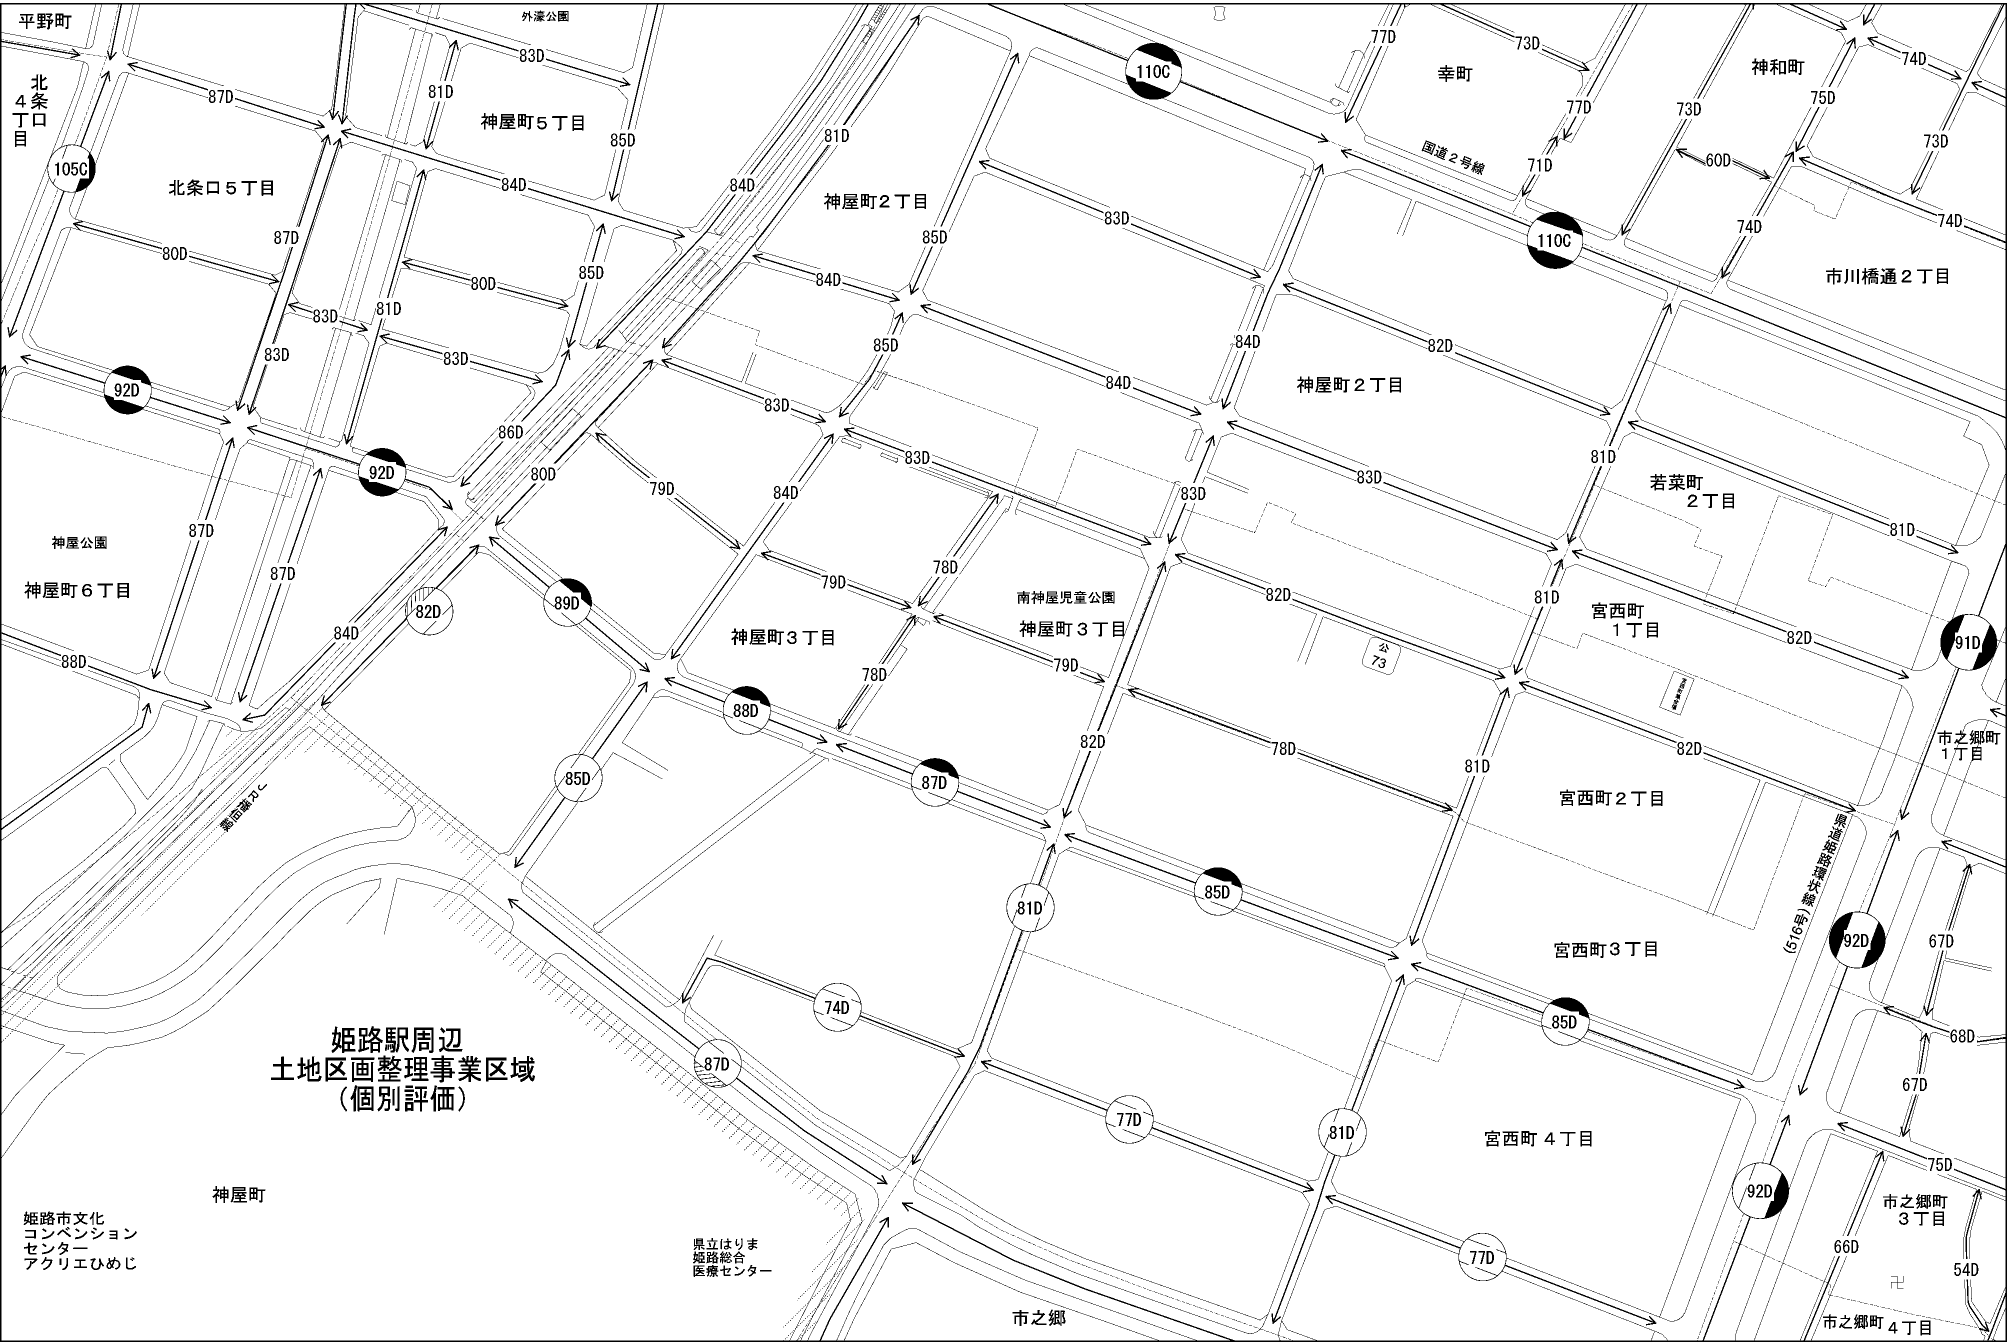 平野町
外濠公園
83D
77D
73D
74D
110C
幸町
神和町
北条口
4丁目
87D
81D
神屋町5丁目
85D
81D
75D
77D
73D
73D
105C
北条口5丁目
84D
84D
国道2号線
71D
60D
神屋町2丁目
83D
74D
74D
80D
87D
85D
110C
85D
84D
80D
市川橋通2丁目
83D
81D
83D
83D
85D
84D
82D
92D
84D
神屋町2丁目
83D
86D
83D
81D
92D
80D
79D
84D
83D
83D
若菜町
2丁目
87D
81D
神屋公園
87D
神屋町6丁目
78D
79D
82D
81D
南神屋児童公園
82D
89D
宮西町
1丁目
神屋町3丁目
神屋町3丁目
84D
82D
91D
公
73
88D
78D
79D
88D
82D
78D
82D
市之郷町
1丁目
85D
87D
81D
宮西町2丁目
JR播但線
県道姫路環状線
(516号)
85D
81D
92D
67D
宮西町3丁目
74D
85D
68D
姫路駅周辺
土地区画整理事業区域
(個別評価)
87D
67D
77D
81D
宮西町4丁目
75D
神屋町
92D
市之郷町
3丁目
姫路市文化
コンベンション
センター
アクリエひめじ
県立はりま
姫路総合
医療センター
77D
66D
54D
市之郷
市之郷町4丁目